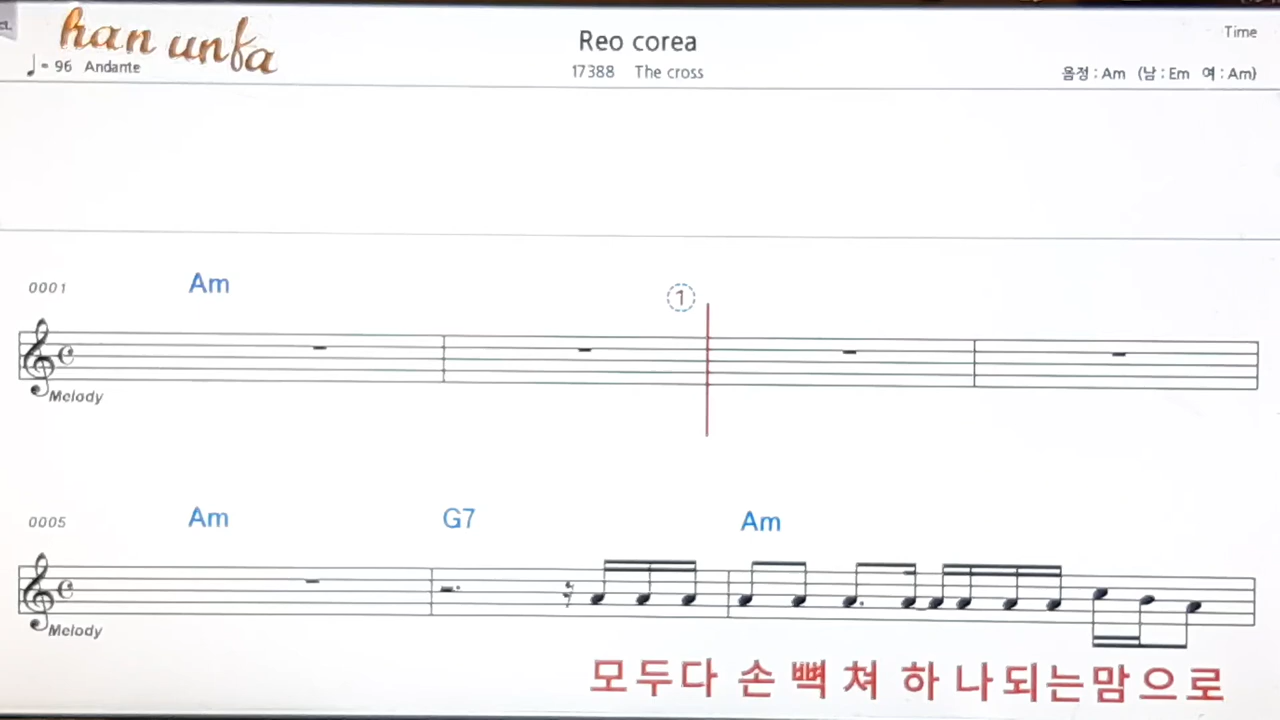 han unfa
Reo corea
Time
♩= 96 Andante
17388 The cross
음정 : Am (남 : Em 여 : Am)
0001 Am
1
Melody
0005 Am G7 Am
Melody
모두다 손 뻑 쳐 하 나되는맘으로